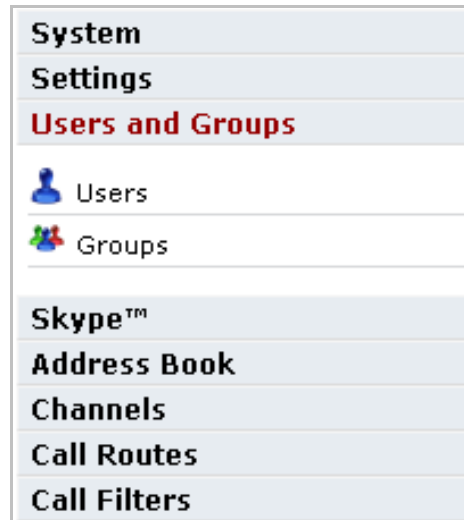 System
Settings
Users and Groups
Users
Groups
Skype™
Address Book
Channels
Call Routes
Call Filters